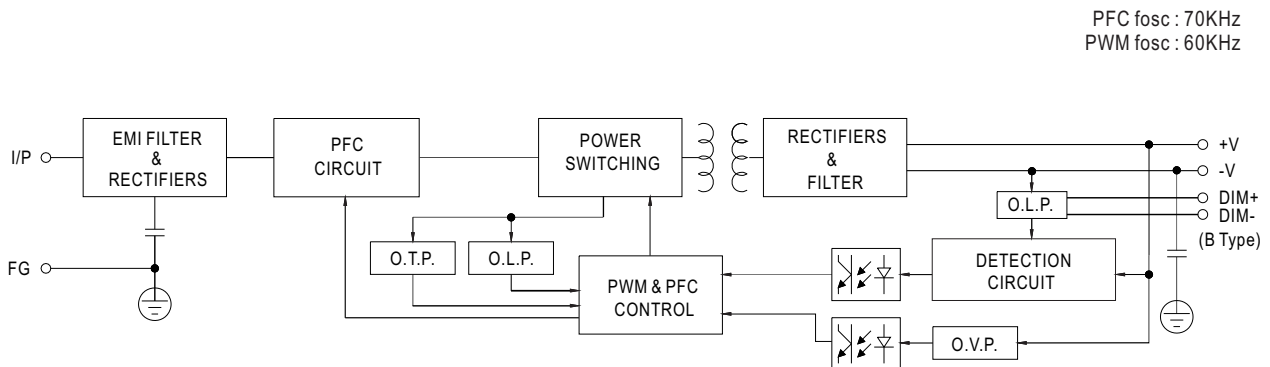 PFC fosc : 70KHz
PWM fosc : 60KHz
I/P
EMI FILTER
&
RECTIFIERS
PFC
CIRCUIT
POWER
SWITCHING
RECTIFIERS
&
FILTER
+V
-V
DIM+
DIM-
(B Type)
O.L.P.
FG
O.T.P.
O.L.P.
PWM & PFC
CONTROL
DETECTION
CIRCUIT
O.V.P.